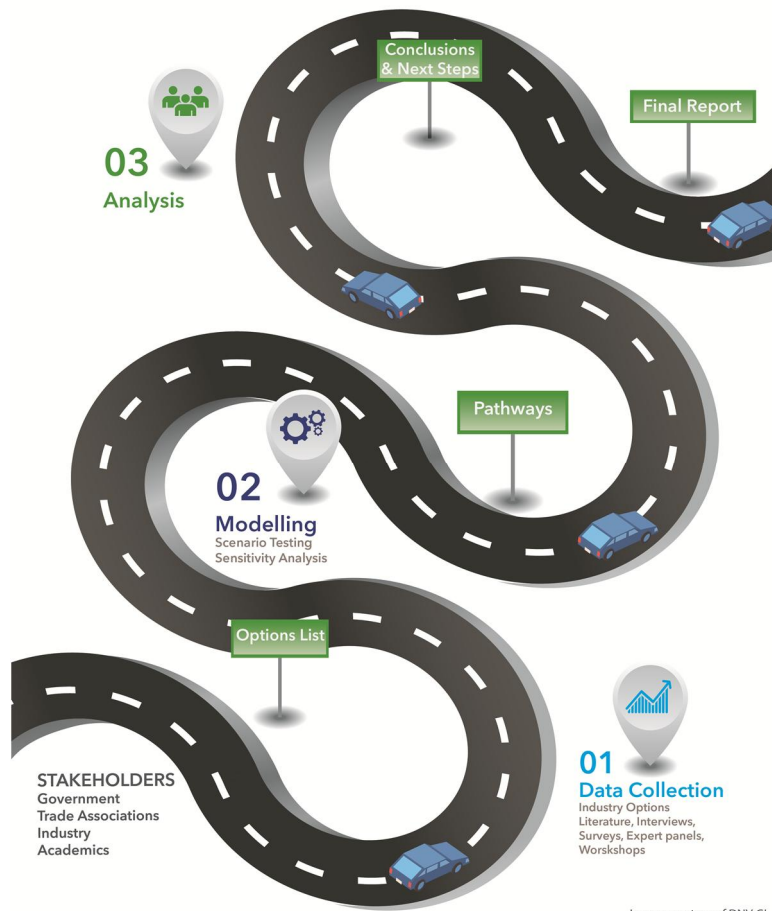 Conclusions
& Next Steps
Final Report
03
Analysis
Pathways
02
Modelling
Scenario Testing
Sensitivity Analysis
Options List
STAKEHOLDERS
Government
Trade Associations
Industry
Academics
01
Data Collection
Industry Options
Literature, Interviews,
Surveys, Expert panels,
Worskshops